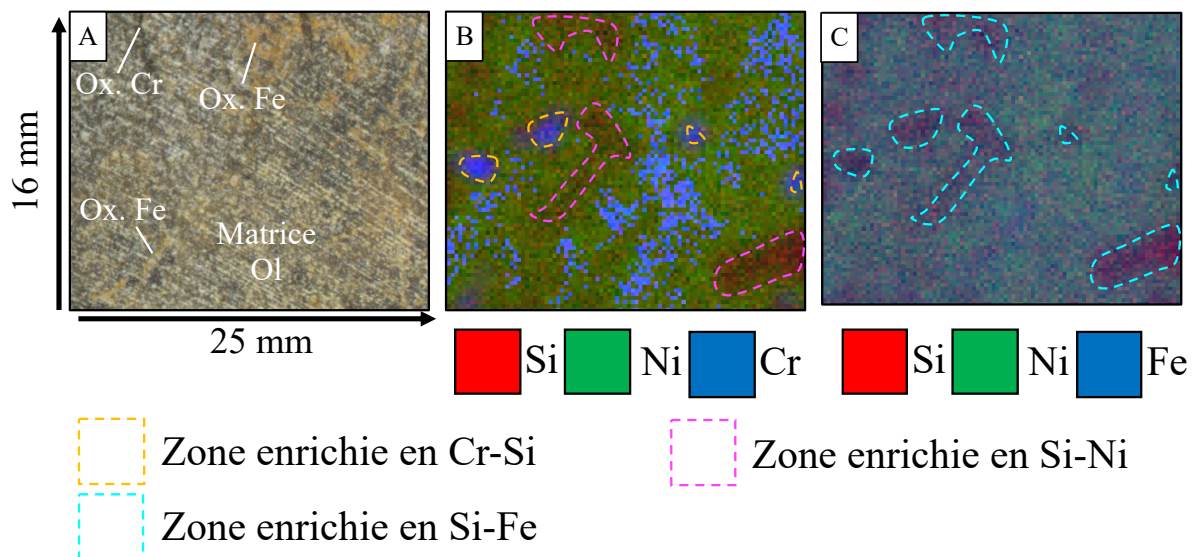 A
B
C
Ox. Cr
Ox. Fe
Ox. Fe
Matrice
Ol
16 mm
25 mm
Si Ni Cr
Si Ni Fe
Zone enrichie en Cr-Si
Zone enrichie en Si-Ni
Zone enrichie en Si-Fe